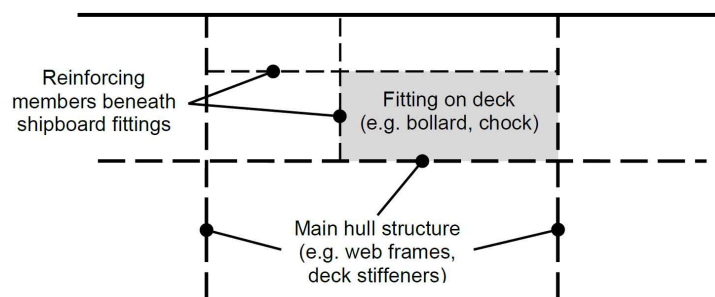 Reinforcing
members beneath
shipboard fittings
Fitting on deck
(e.g. bollard, chock)
Main hull structure
(e.g. web frames,
deck stiffeners)